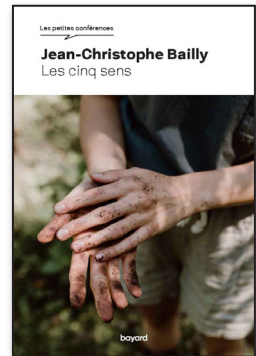 Les petites conférences
Jean-Christophe Bailly
Les cinq sens
bayard